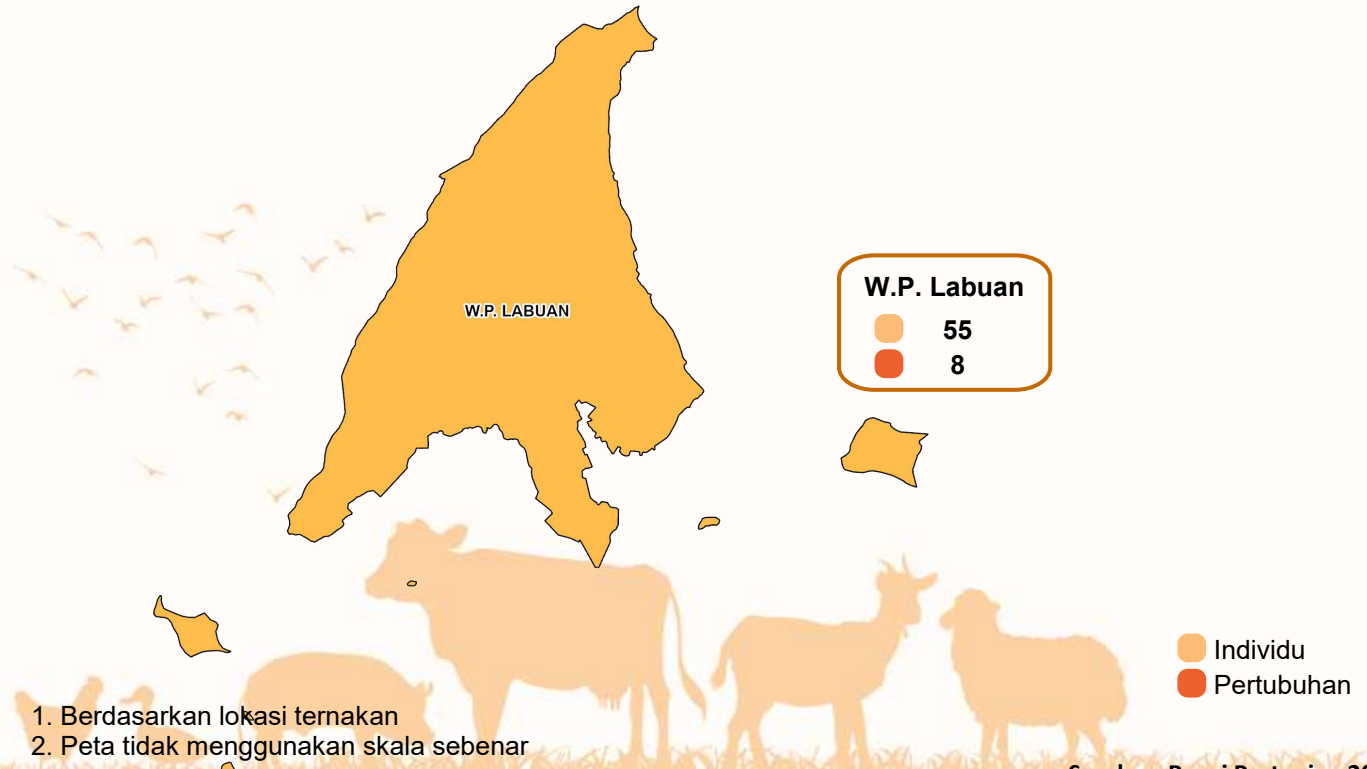 W.P. LABUAN
W.P. Labuan
55
8
Individu
Pertubuhan
1. Berdasarkan lokasi ternakan
2. Peta tidak menggunakan skala sebenar